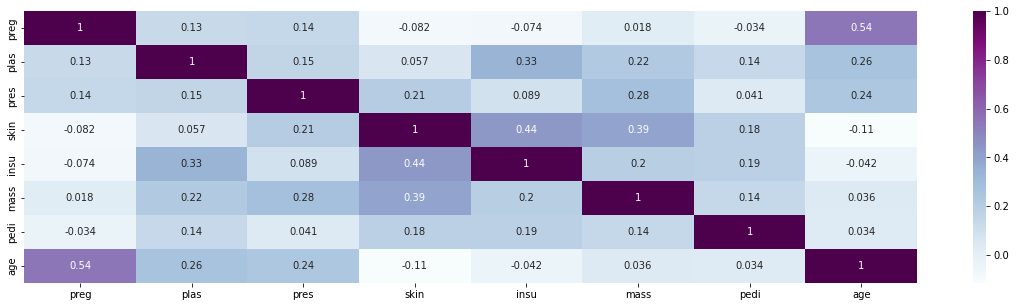 preg 1 0.13 0.14 -0.082 -0.074 0.018 -0.034 0.54
plas 0.13 1 0.15 0.057 0.33 0.22 0.14 0.26
pres 0.14 0.15 1 0.21 0.089 0.28 0.041 0.24
skin -0.082 0.057 0.21 1 0.44 0.39 0.18 -0.11
insu -0.074 0.33 0.089 0.44 1 0.2 0.19 -0.042
mass 0.018 0.22 0.28 0.39 0.2 1 0.14 0.036
pedi -0.034 0.14 0.041 0.18 0.19 0.14 1 0.034
age 0.54 0.26 0.24 -0.11 -0.042 0.036 0.034 1
preg plas pres skin insu mass pedi age
1.0
0.8
0.6
0.4
0.2
0.0